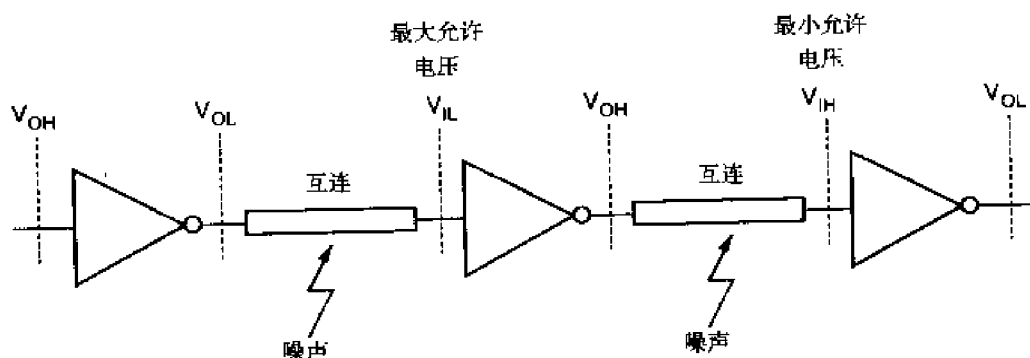 最大允许
电压
最小允许
电压
V_OH
V_OL
V_IL
V_OH
V_IH
V_OL
互连
互连
噪声
噪声